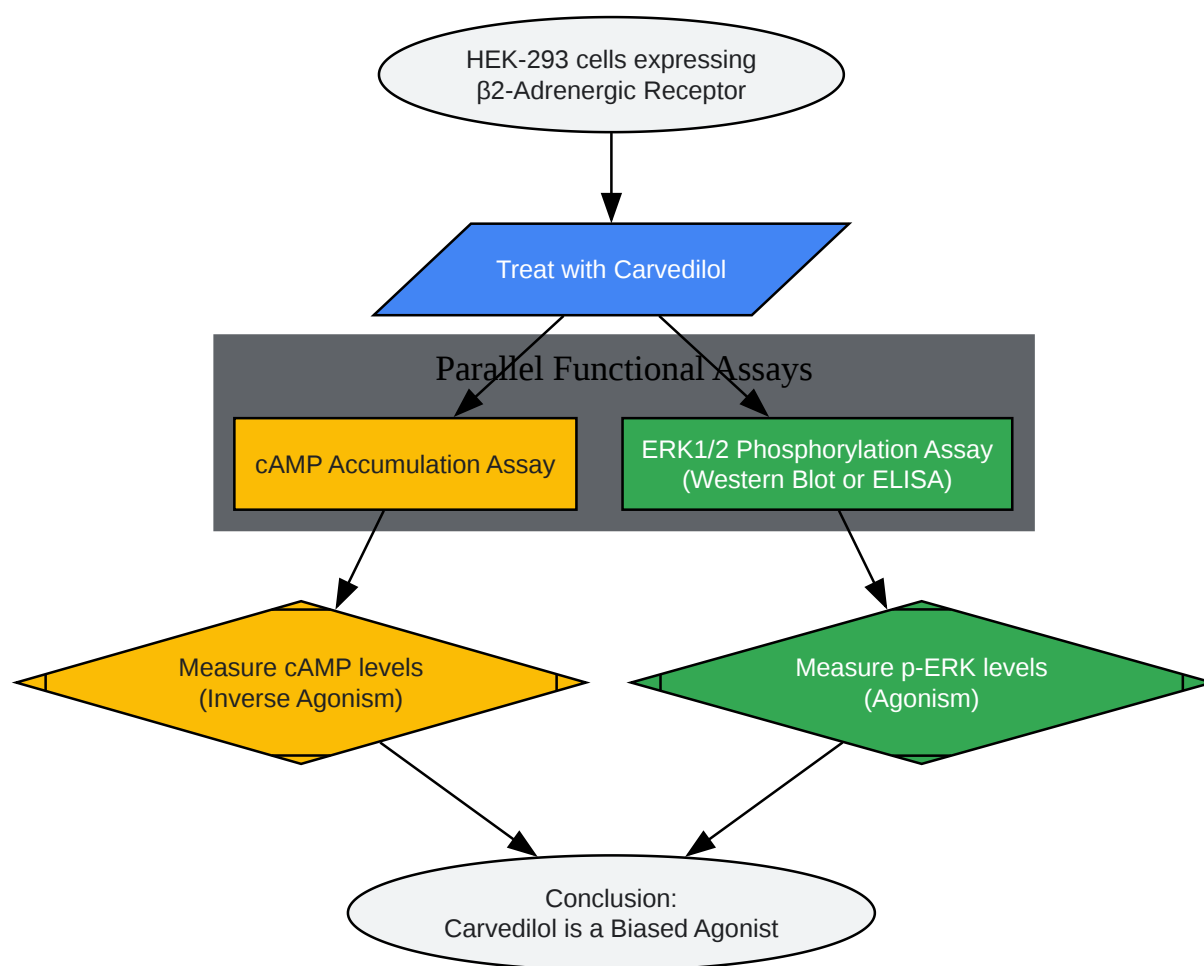 HEK-293 cells expressing
β2-Adrenergic Receptor
Treat with Carvedilol
Parallel Functional Assays
cAMP Accumulation Assay
ERK1/2 Phosphorylation Assay
(Western Blot or ELISA)
Measure cAMP levels
(Inverse Agonism)
Measure p-ERK levels
(Agonism)
Conclusion:
Carvedilol is a Biased Agonist